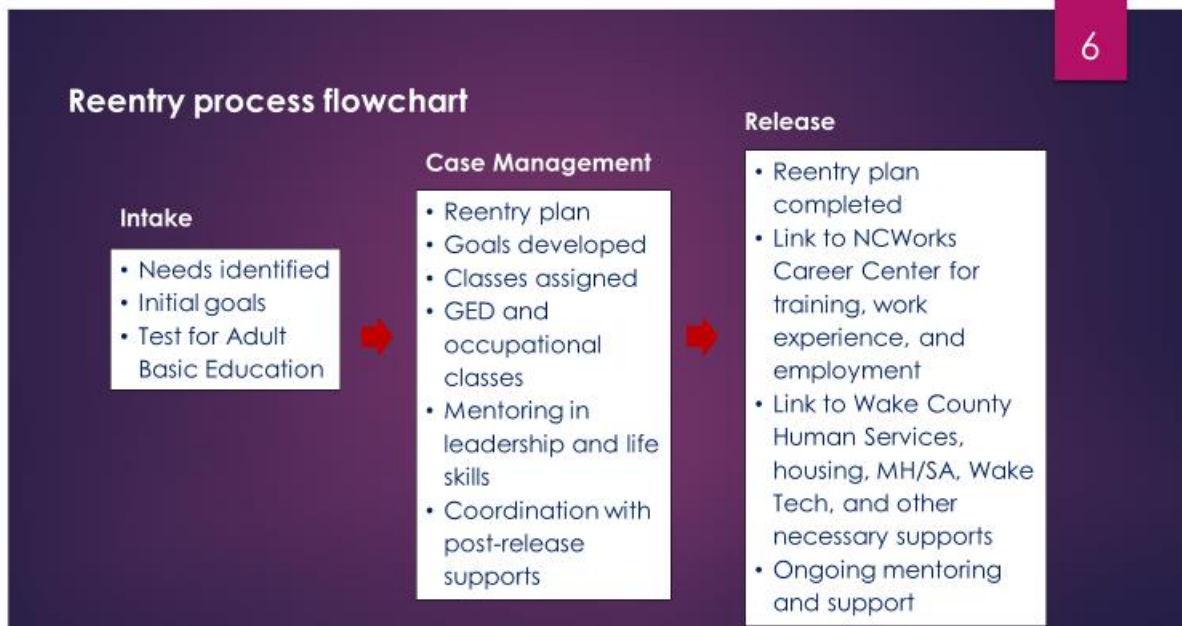 6
Reentry process flowchart
Intake
• Needs identified
• Initial goals
• Test for Adult
Basic Education
Case Management
• Reentry plan
• Goals developed
• Classes assigned
• GED and
occupational
classes
• Mentoring in
leadership and life
skills
• Coordination with
post-release
supports
Release
• Reentry plan
completed
• Link to NCWorks
Career Center for
training, work
experience, and
employment
• Link to Wake County
Human Services,
housing, MH/SA, Wake
Tech, and other
necessary supports
• Ongoing mentoring
and support